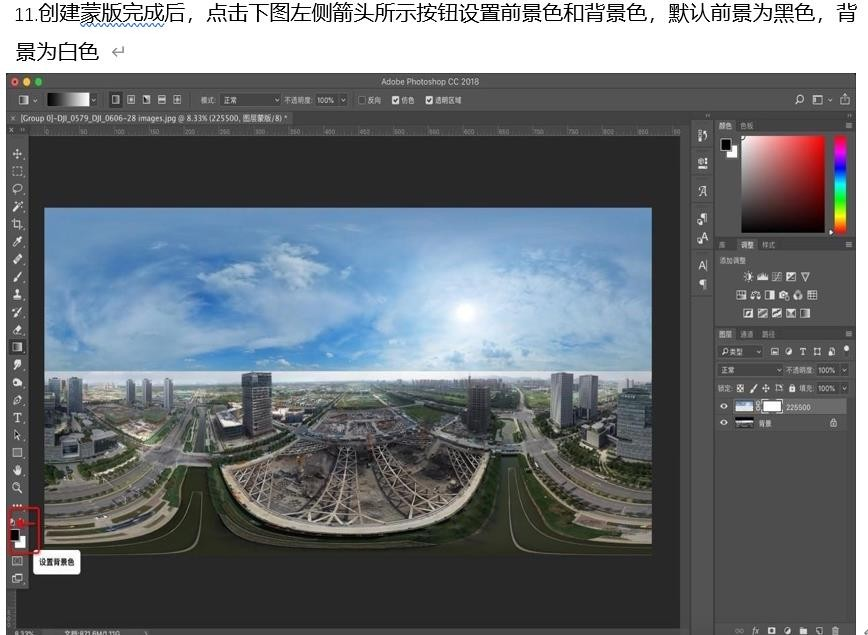 11.创建蒙版完成后，点击下图左侧箭头所示按钮设置前景色和背景色，默认前景为黑色，背
景为白色
Adobe Photoshop CC 2018
模式: 正常 不透明度: 100% 反向 仿色 透明区域
[Group 0]-DJI_0579_DJI_0606-28 images.jpg @ 8.33% (225500, 图层蒙版/8) *
颜色 色板
库 调整 样式
添加调整
图层 通道 路径
类型
正常 不透明度: 100%
锁定: 填充: 100%
225500
背景
设置背景色
8.33% 文档:871.6M/1.11G